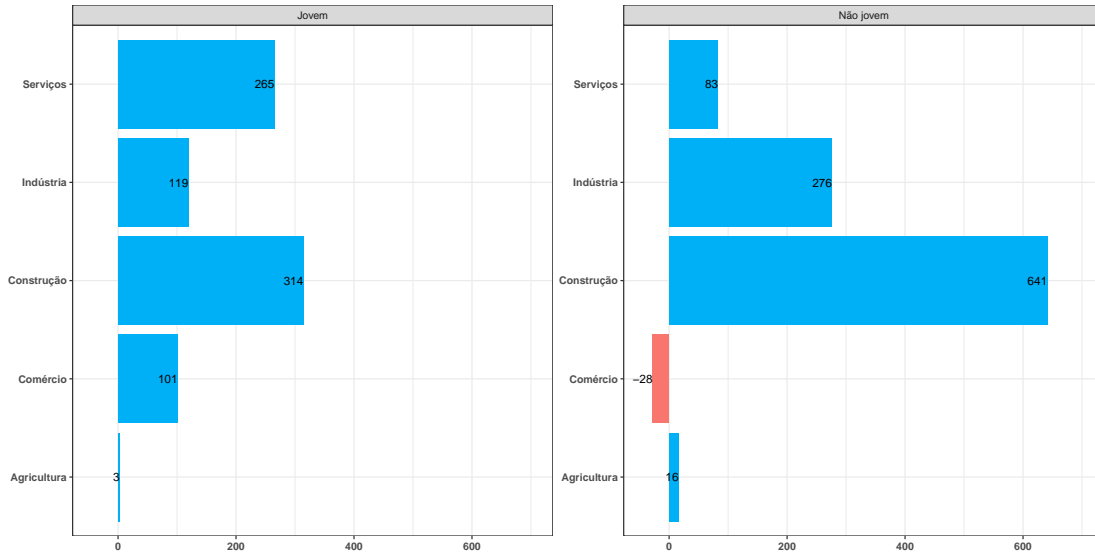 Jovem
Serviços
265
Indústria
119
Construção
314
Comércio
101
Agricultura
3
0 200 400 600
Não jovem
Serviços
83
Indústria
276
Construção
641
Comércio
−28
Agricultura
16
0 200 400 600